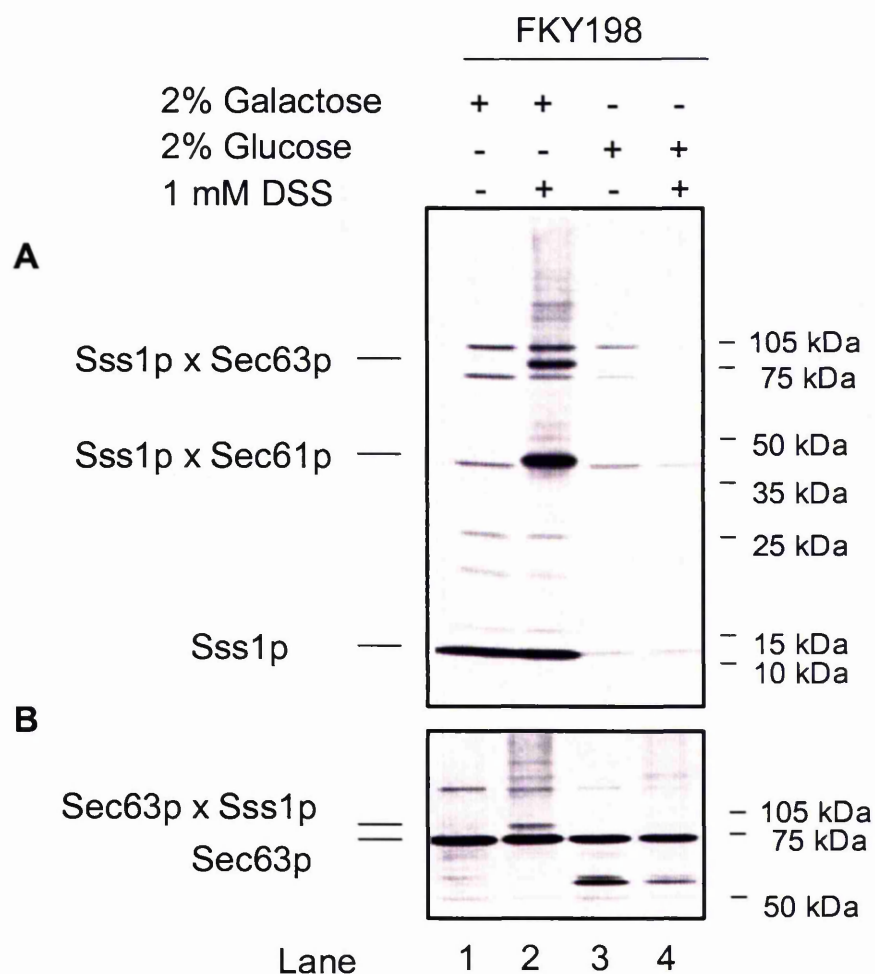 FKY198
2% Galactose + + - -
2% Glucose - - + +
1 mM DSS - + - +
A
Sss1p x Sec63p
Sss1p x Sec61p
Sss1p
105 kDa
75 kDa
50 kDa
35 kDa
25 kDa
15 kDa
10 kDa
B
Sec63p x Sss1p
Sec63p
105 kDa
75 kDa
50 kDa
Lane 1 2 3 4